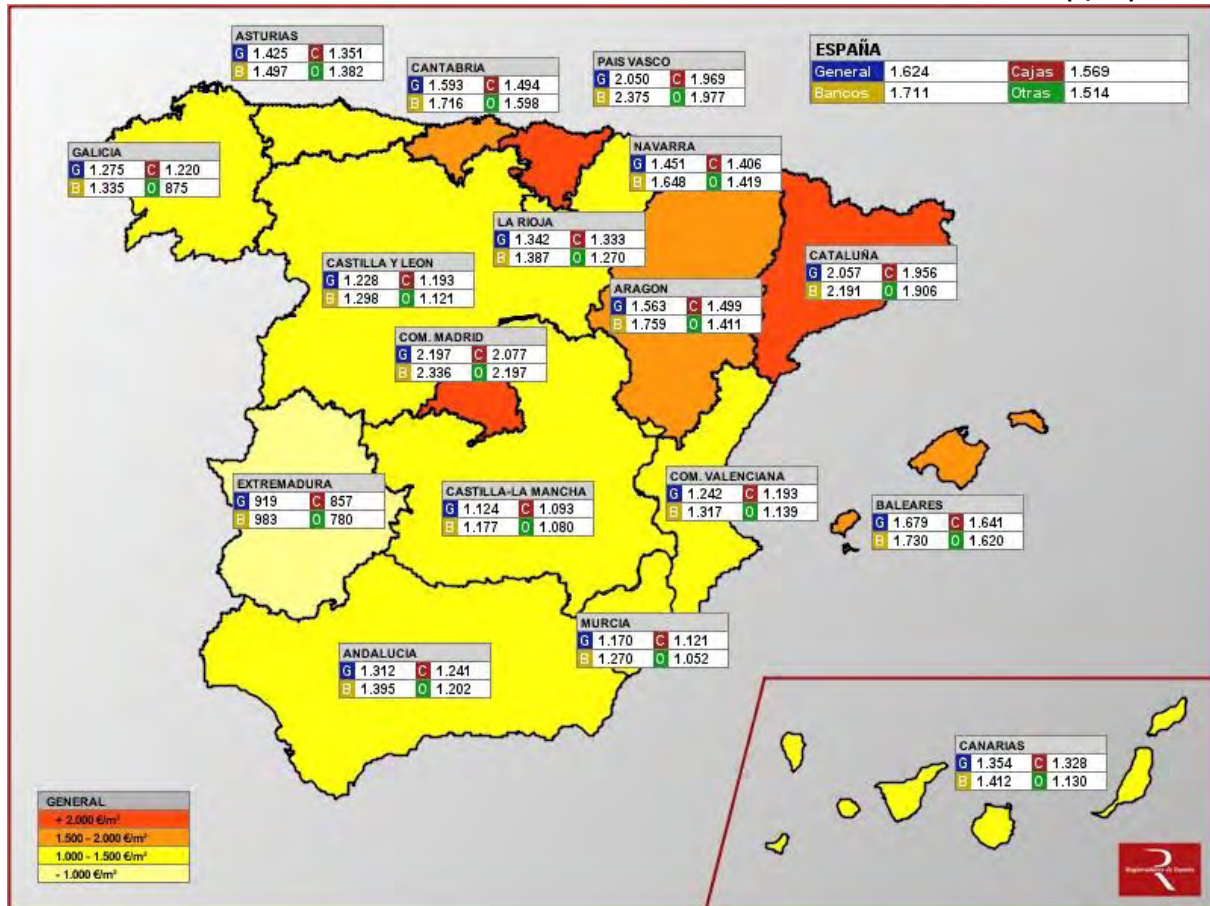 ASTURIAS
G 1.425 C 1.351
B 1.497 O 1.382
CANTABRIA
G 1.593 C 1.494
B 1.716 O 1.598
PAIS VASCO
G 2.050 C 1.969
B 2.375 O 1.977
ESPAÑA
General 1.624 Cajas 1.569
Bancos 1.711 Otras 1.514
GALICIA
G 1.275 C 1.220
B 1.335 O 875
NAVARRA
G 1.451 C 1.406
B 1.648 O 1.419
LA RIOJA
G 1.342 C 1.333
B 1.387 O 1.270
CASTILLA Y LEON
G 1.228 C 1.193
B 1.298 O 1.121
CATALUÑA
G 2.057 C 1.956
B 2.191 O 1.906
ARAGON
G 1.563 C 1.499
B 1.759 O 1.411
COM. MADRID
G 2.197 C 2.077
B 2.336 O 2.197
EXTREMADURA
G 919 C 857
B 983 O 780
CASTILLA-LA MANCHA
G 1.124 C 1.093
B 1.177 O 1.080
COM. VALENCIANA
G 1.242 C 1.193
B 1.317 O 1.139
BALEARES
G 1.679 C 1.641
B 1.730 O 1.620
MURCIA
G 1.170 C 1.121
B 1.270 O 1.052
ANDALUCIA
G 1.312 C 1.241
B 1.395 O 1.202
CANARIAS
G 1.354 C 1.328
B 1.412 O 1.130
GENERAL
+ 2.000 €/m²
1.500 - 2.000 €/m²
1.000 - 1.500 €/m²
- 1.000 €/m²
R
Registradores de España